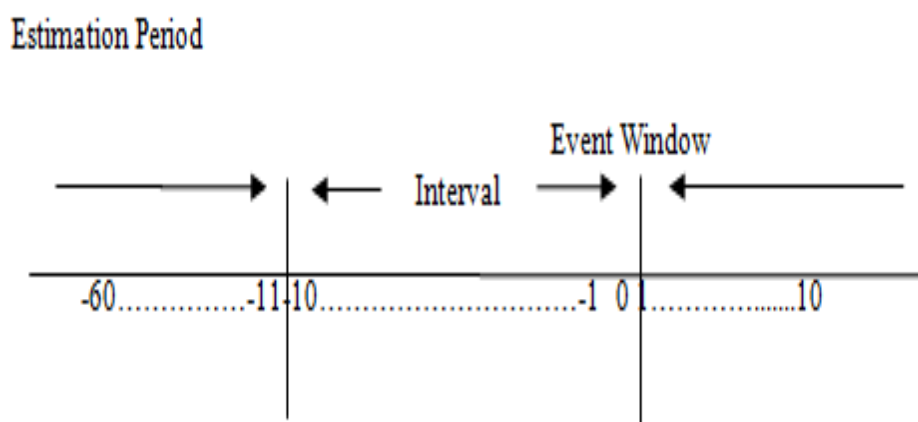 Estimation Period
Event Window
Interval
-60...............-11-10..............................-1 0 1..................10